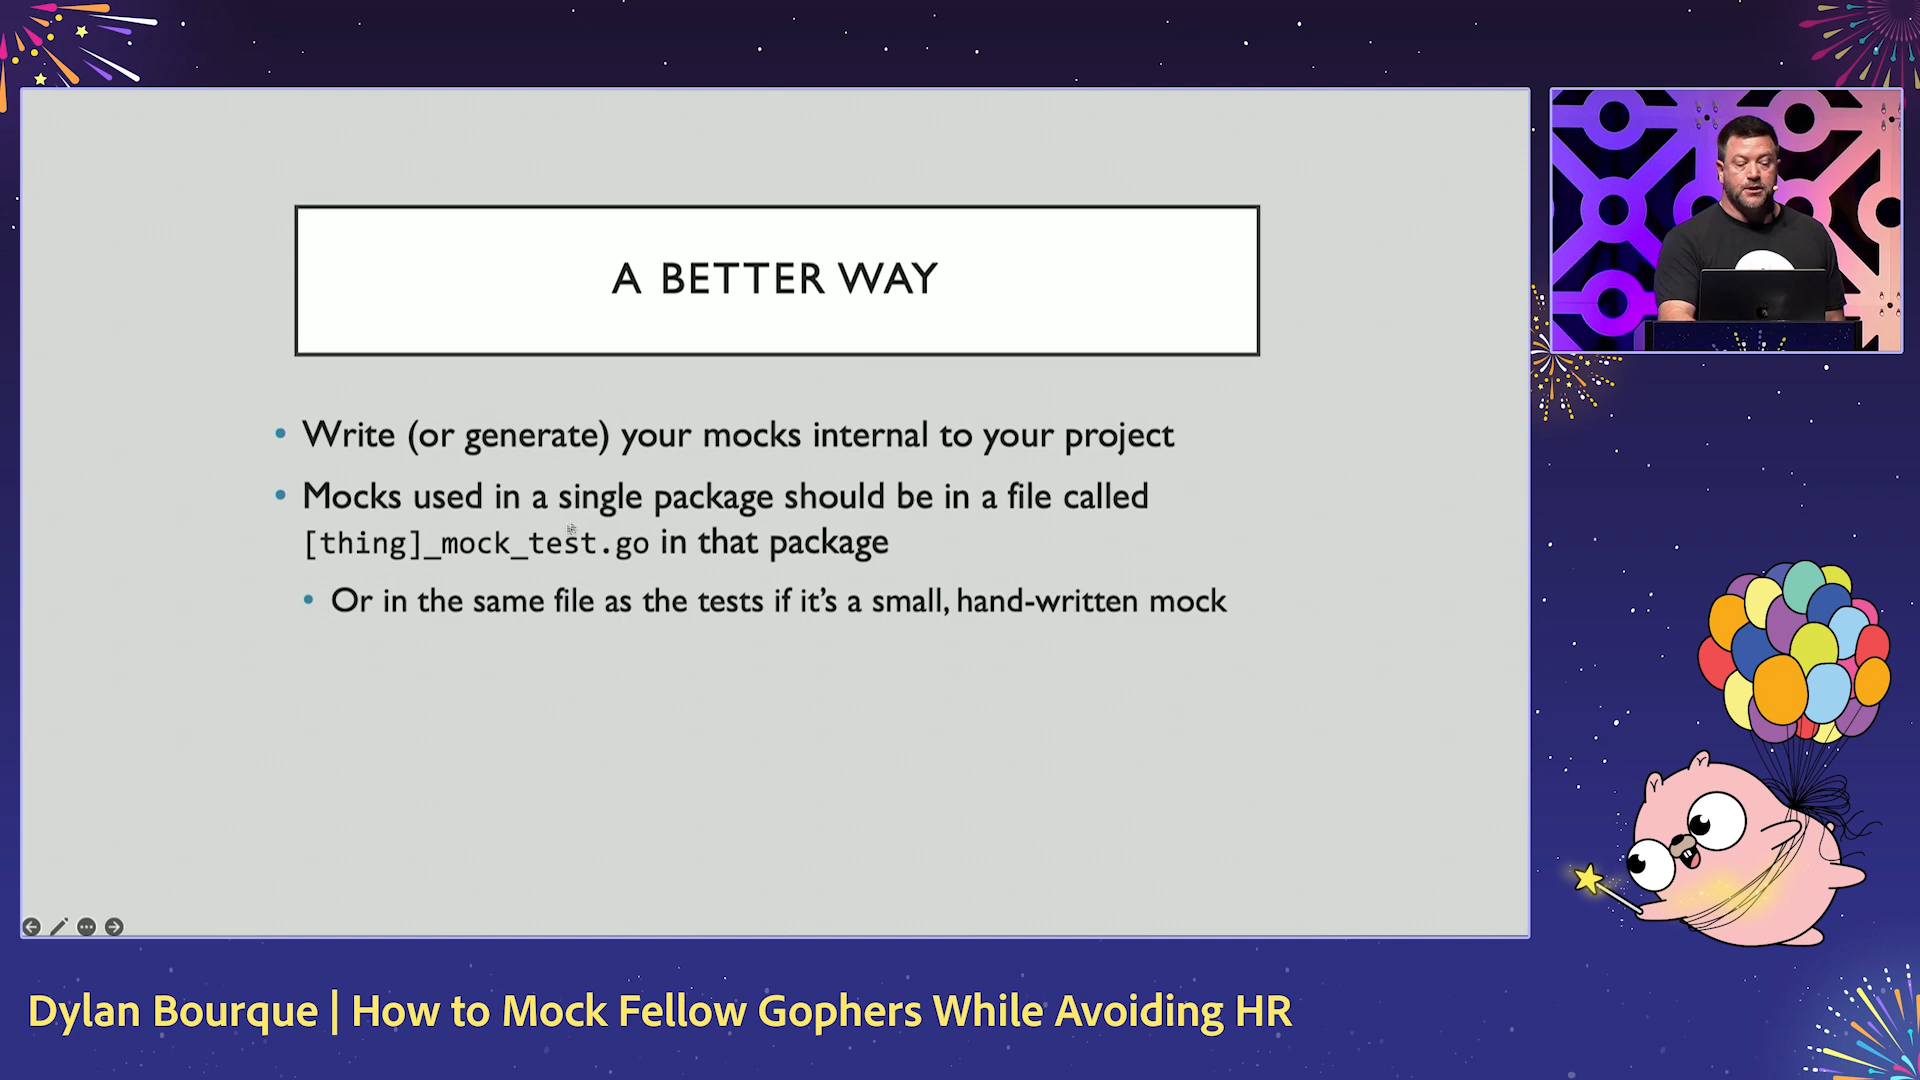 A BETTER WAY
• Write (or generate) your mocks internal to your project
• Mocks used in a single package should be in a file called
[thing]_mock_test.go in that package
• Or in the same file as the tests if it’s a small, hand-written mock
Dylan Bourque | How to Mock Fellow Gophers While Avoiding HR